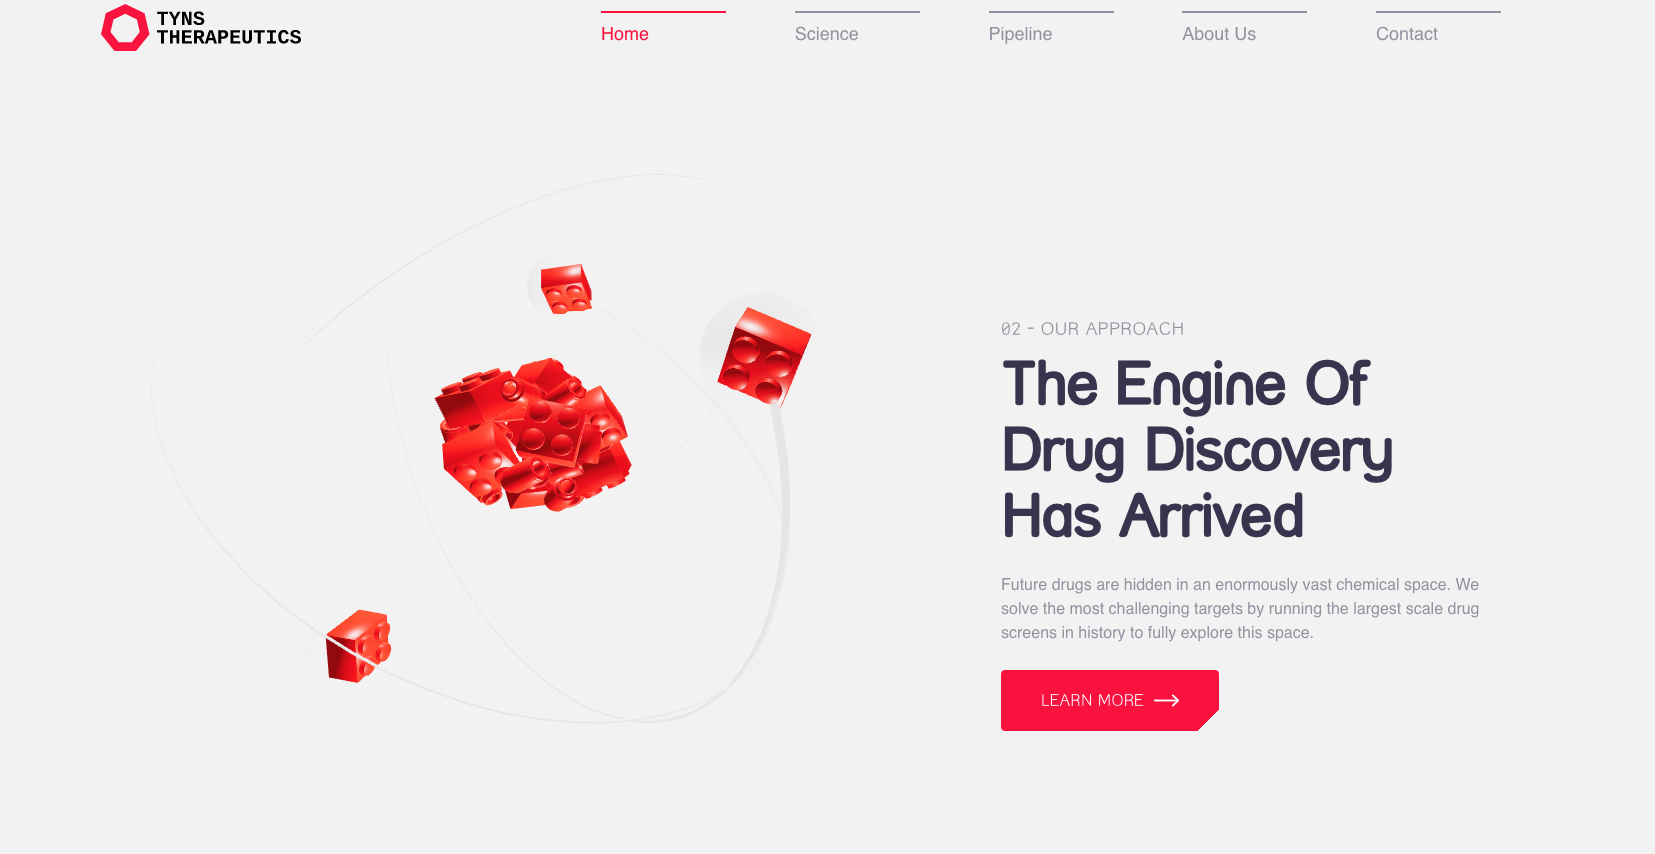 TYNS
THERAPEUTICS
Home
Science
Pipeline
About Us
Contact
02 - OUR APPROACH
The Engine Of
Drug Discovery
Has Arrived
Future drugs are hidden in an enormously vast chemical space. We
solve the most challenging targets by running the largest scale drug
screens in history to fully explore this space.
LEARN MORE